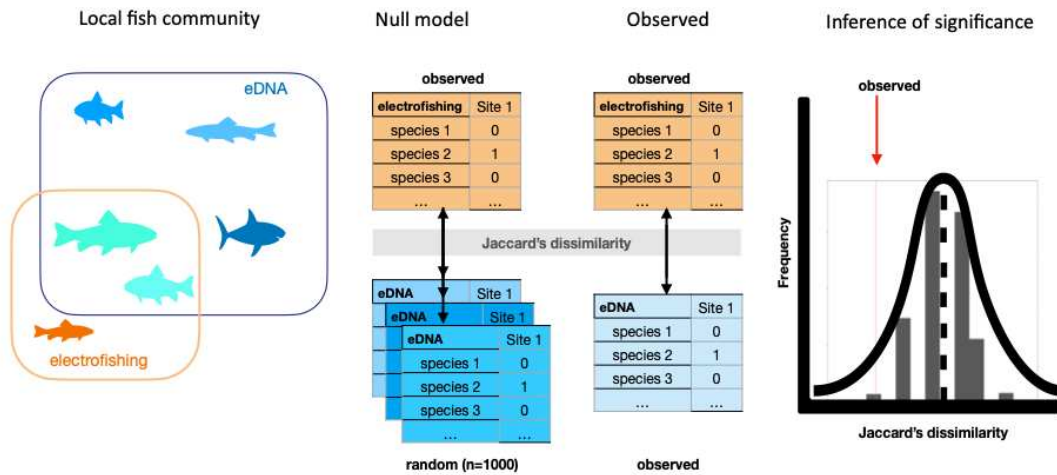 Local fish community
Null model
Observed
Inference of significance
eDNA
electrofishing
observed
electrofishing Site 1
species 1 0
species 2 1
species 3 0
... ...
observed
electrofishing Site 1
species 1 0
species 2 1
species 3 0
... ...
Jaccard's dissimilarity
eDNA Site 1
eDNA Site 1
eDNA Site 1
species 1 0
species 2 1
species 3 0
... ...
random (n=1000)
eDNA Site 1
species 1 0
species 2 1
species 3 0
... ...
observed
observed
Frequency
Jaccard's dissimilarity